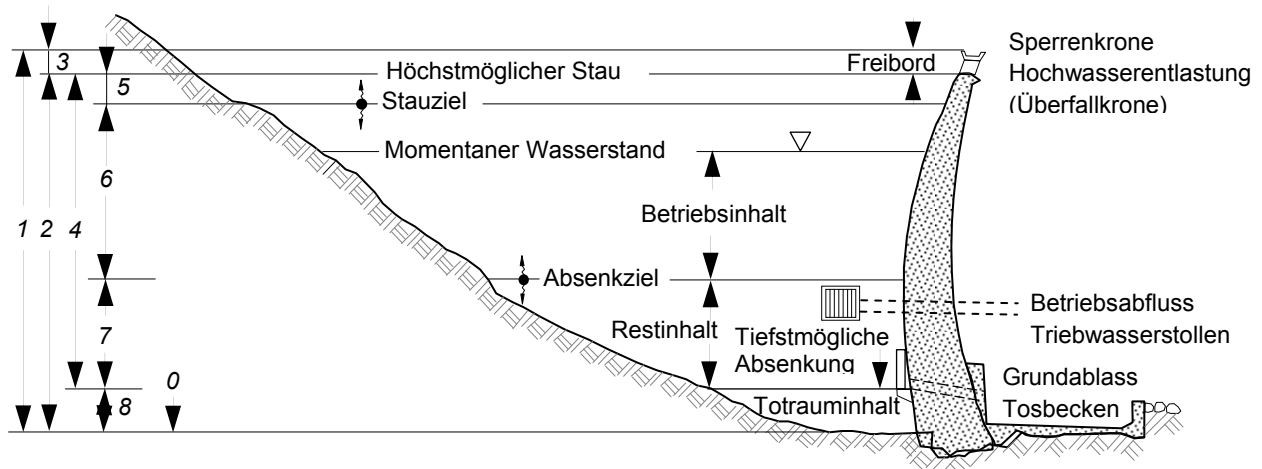 Sperrenkrone
3
Freibord
Hochwasserentlastung
Höchstmöglicher Stau
5
(Überfallkrone)
Stauziel
Momentaner Wasserstand
6
Betriebsinhalt
1 2 4
Absenkziel
Betriebsabfluss
Triebwasserstollen
7
Restinhalt
Tiefstmögliche
Absenkung
0
Grundablass
8
Totrauminhalt
Tosbecken